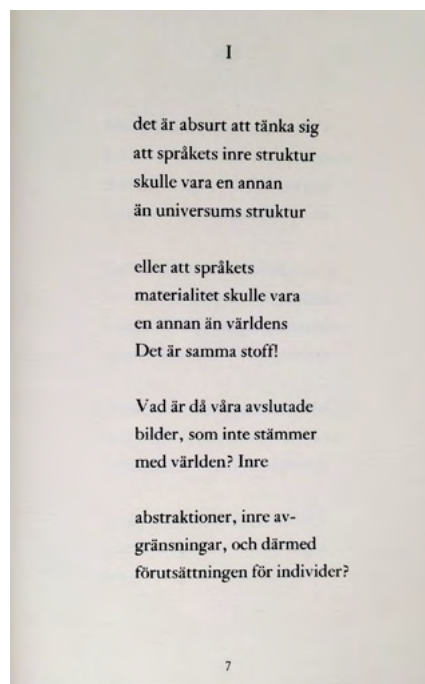 I
det är absurt att tänka sig
att språkets inre struktur
skulle vara en annan
än universums struktur
eller att språkets
materialitet skulle vara
en annan än världens
Det är samma stoff!
Vad är då våra avslutade
bilder, som inte stämmer
med världen? Inre
abstraktioner, inre av-
gränsningar, och därmed
förutsättningen för individer?
7